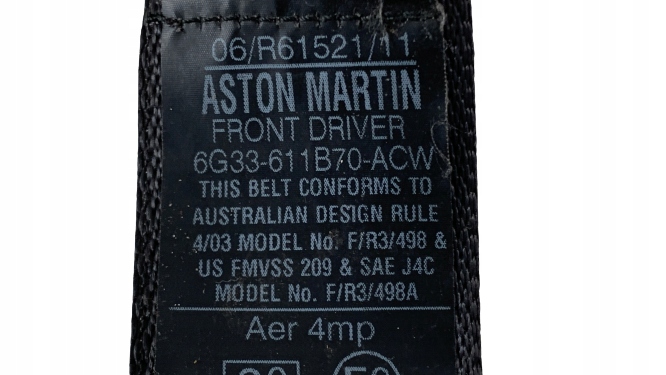 06/R61521/11
ASTON MARTIN
FRONT DRIVER
6G33-611B70-ACW
THIS BELT CONFORMS TO
AUSTRALIAN DESIGN RULE
4/03 MODEL No. F/R3/498 &
US FMVSS 209 & SAE J4C
MODEL No. F/R3/498A
Aer 4mp